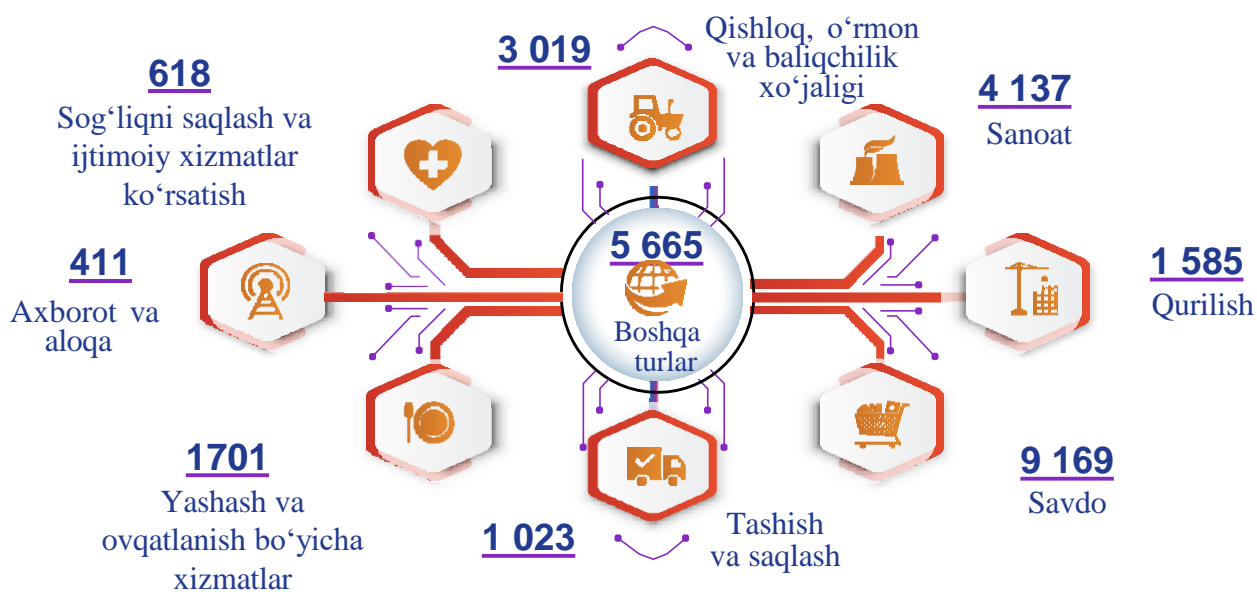 3 019
Qishloq, o‘rmon
va baliqchilik
xo‘jaligi
618
Sog‘liqni saqlash va
ijtimoiy xizmatlar
ko‘rsatish
4 137
Sanoat
411
Axborot va
aloqa
5 665
Boshqa
turlar
1 585
Qurilish
1701
Yashash va
ovqatlanish bo‘yicha
xizmatlar
1 023
Tashish
va saqlash
9 169
Savdo